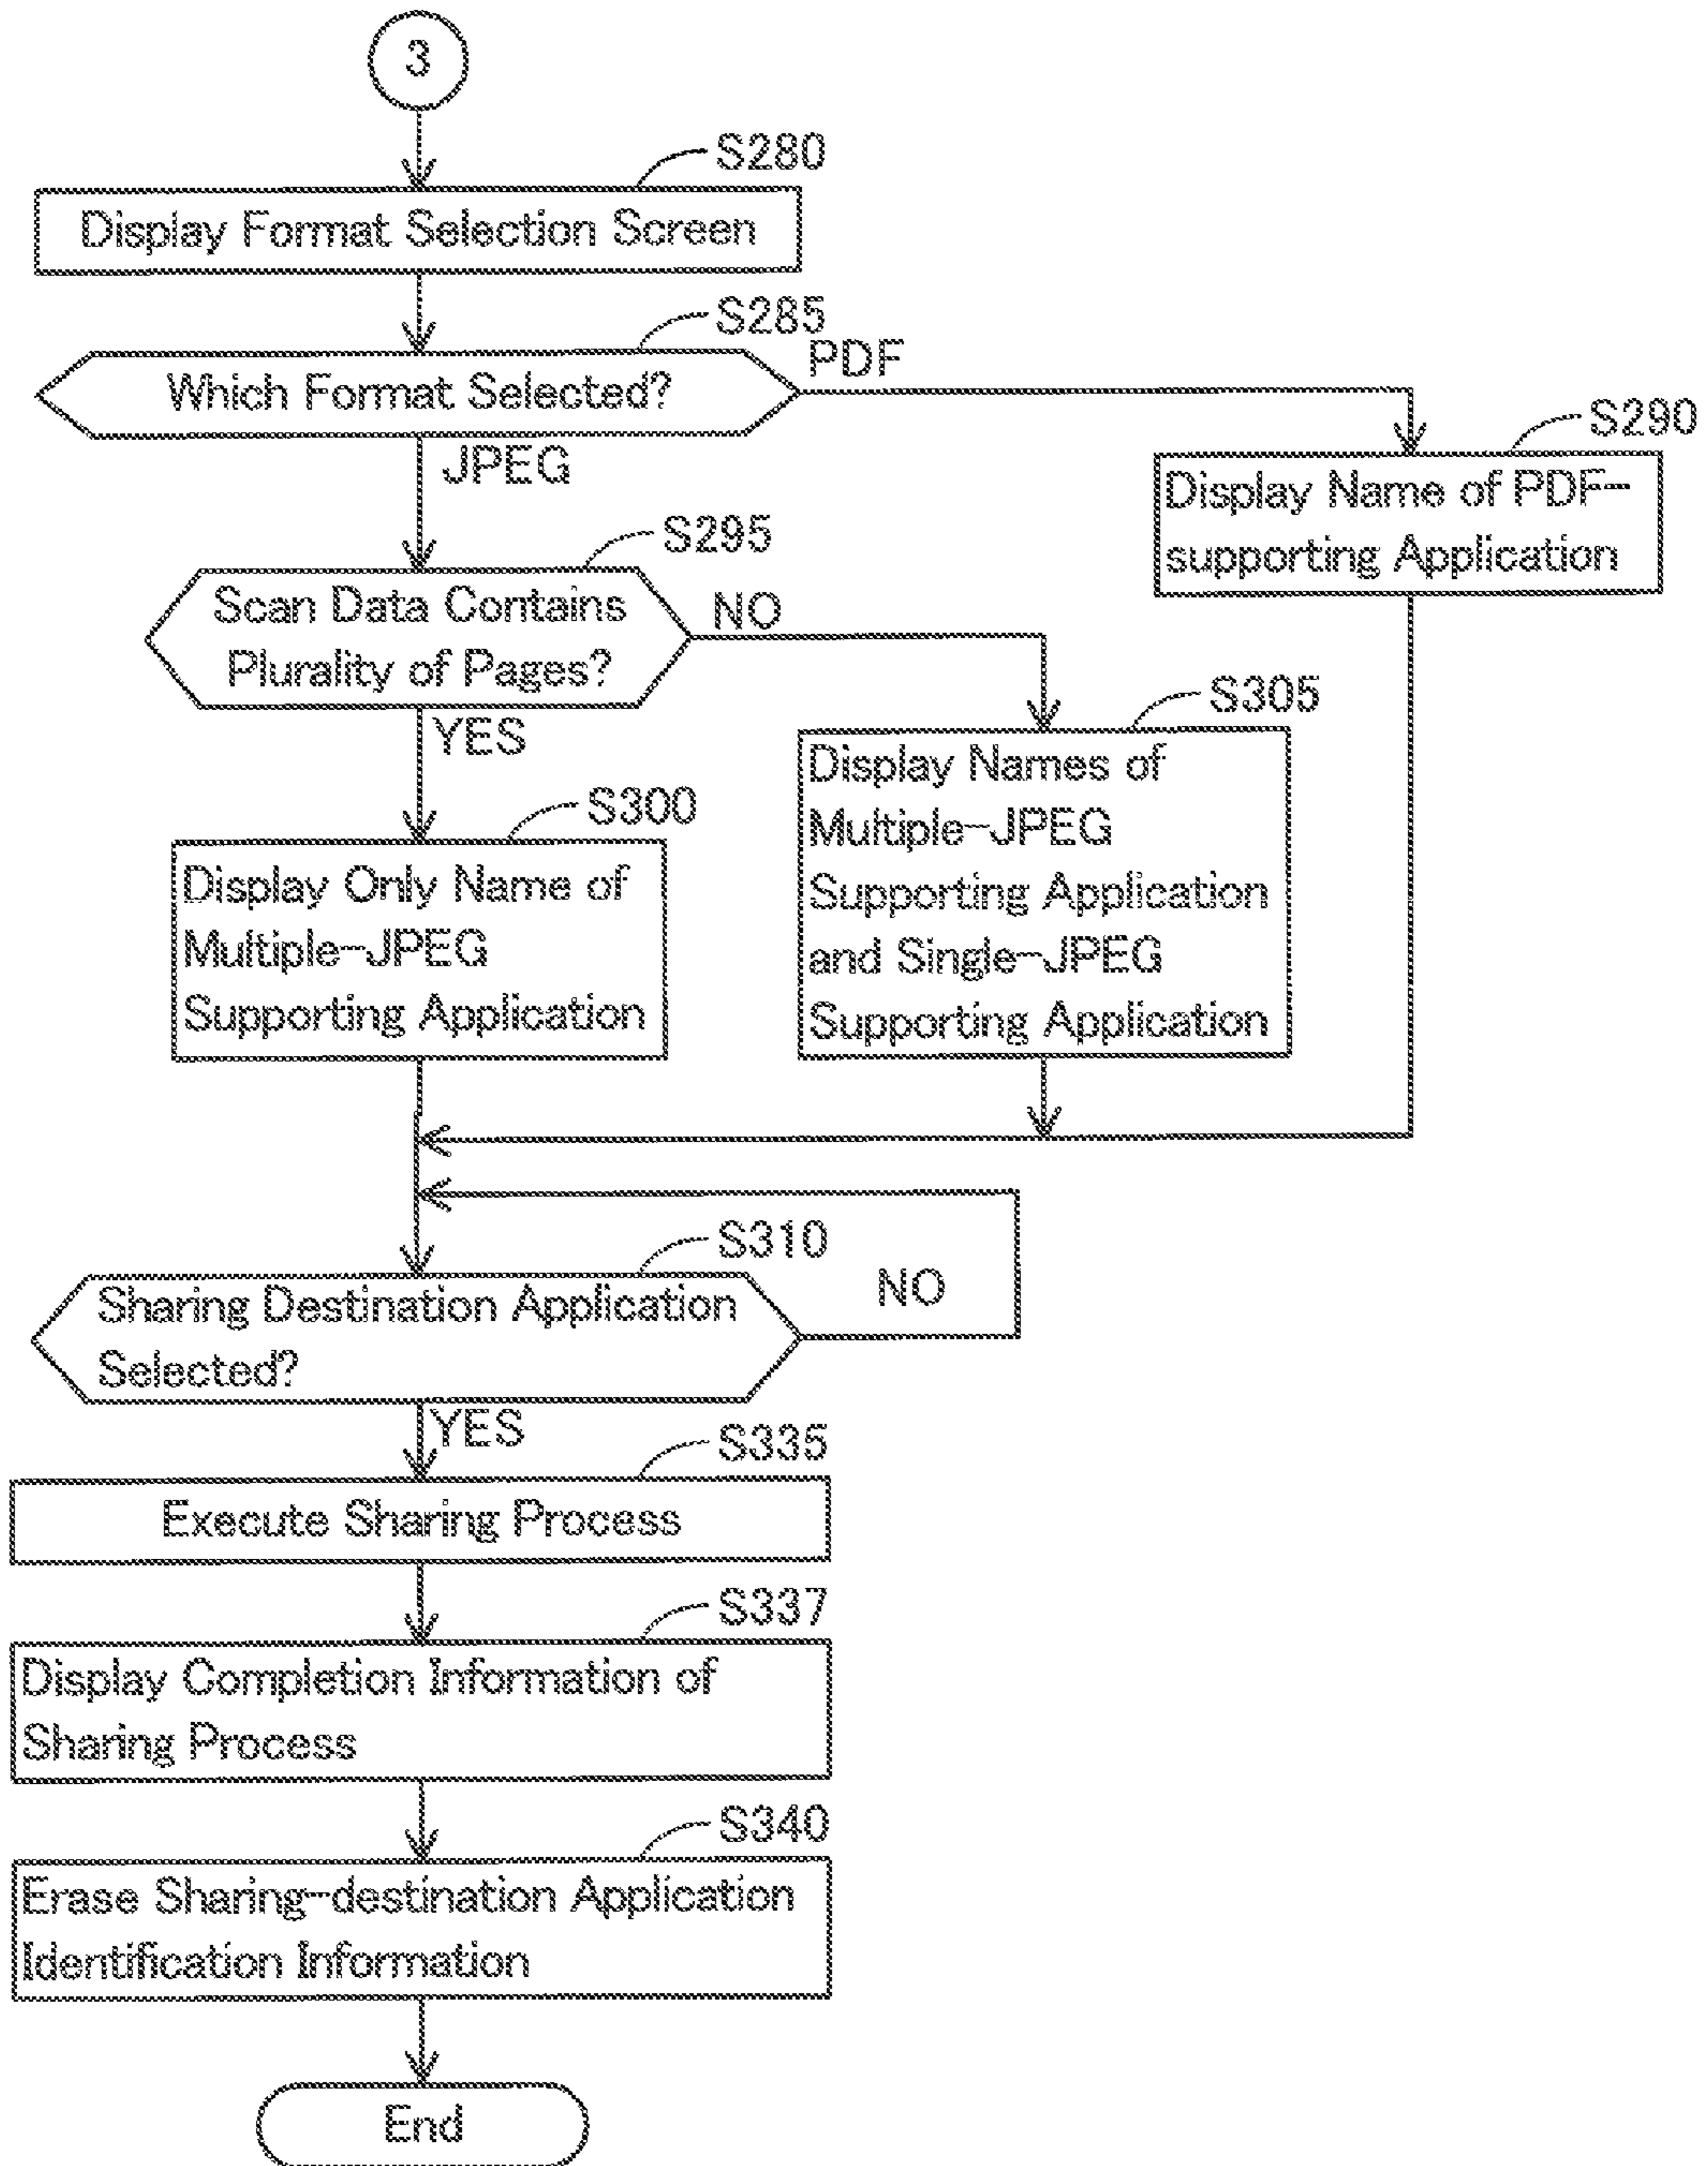 3
S280
Display Format Selection Screen
S285
Which Format Selected?
PDF
JPEG
S290
Display Name of PDF-
supporting Application
S295
Scan Data Contains
Plurality of Pages?
NO
YES
S300
Display Only Name of
Multiple-JPEG
Supporting Application
S305
Display Names of
Multiple-JPEG
Supporting Application
and Single-JPEG
Supporting Application
S310
Sharing Destination Application
Selected?
NO
YES
S335
Execute Sharing Process
S337
Display Completion Information of
Sharing Process
S340
Erase Sharing-destination Application
Identification Information
End